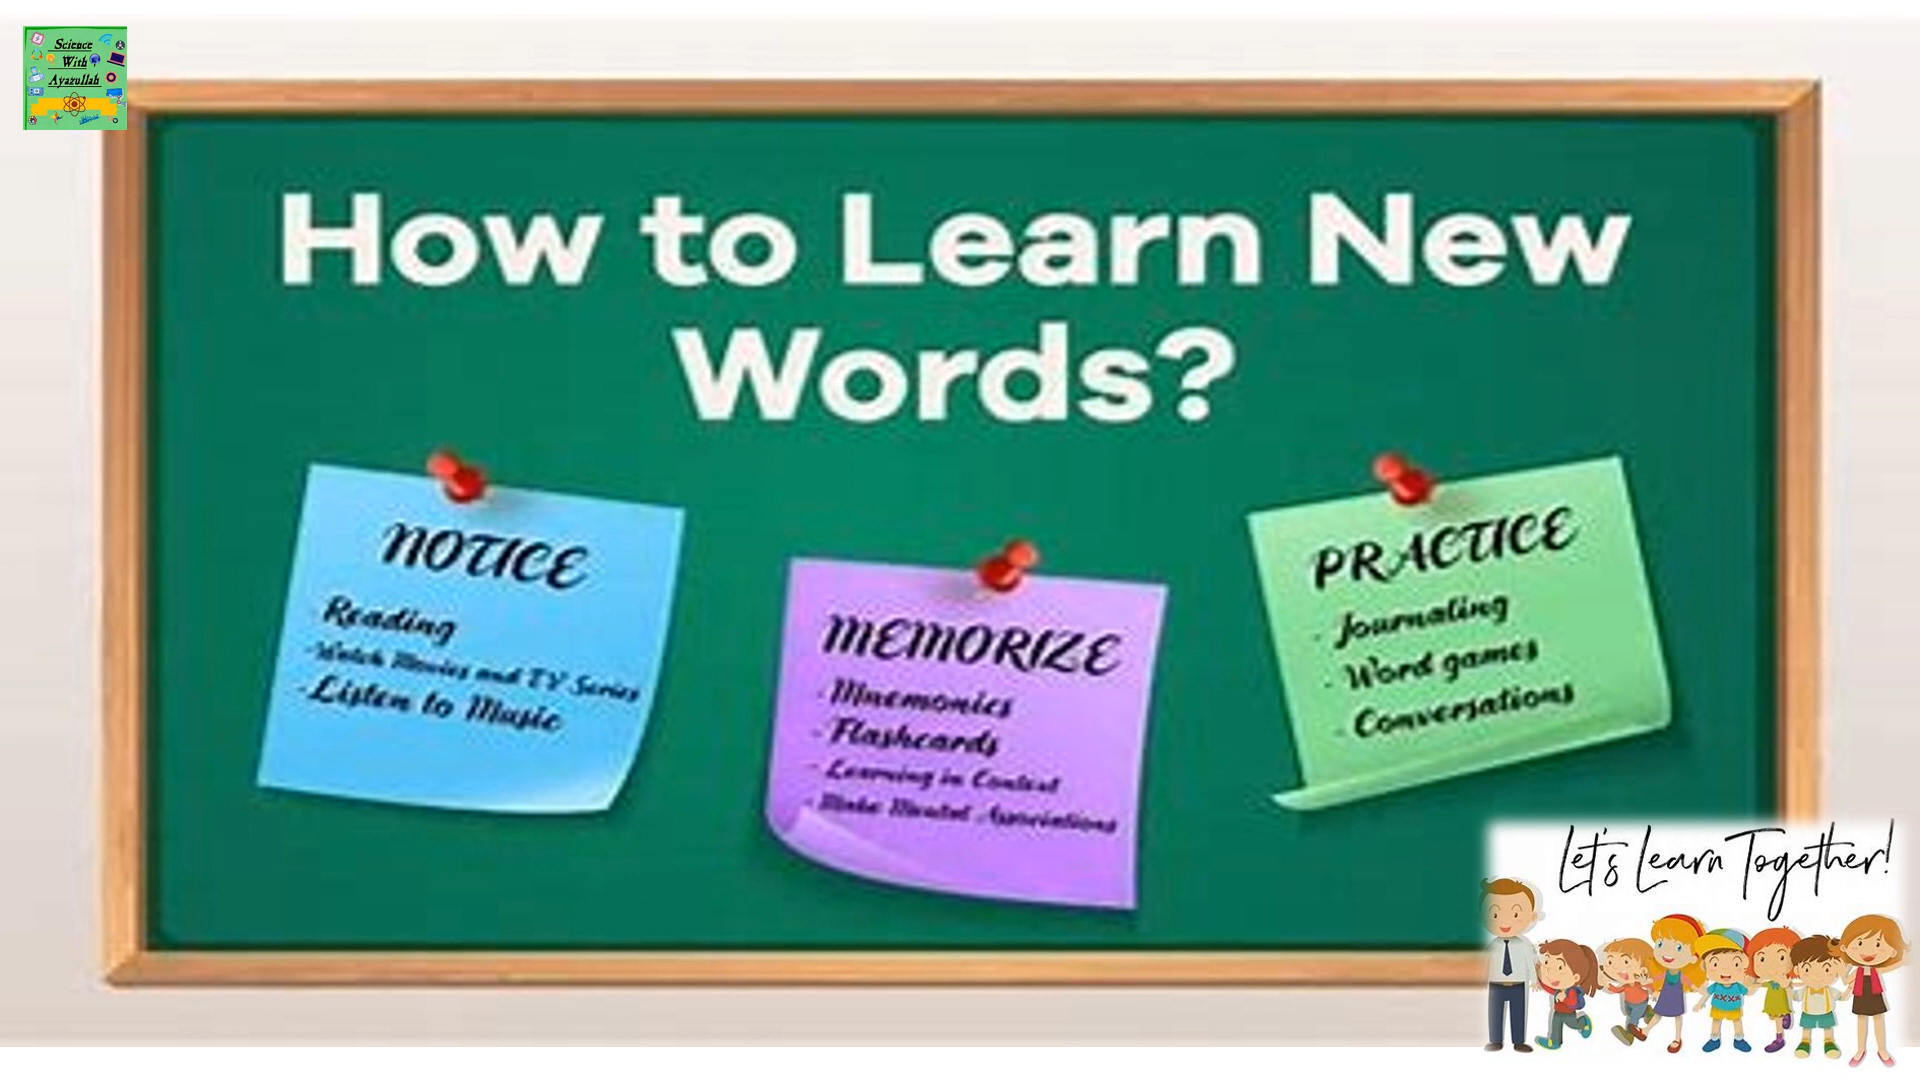 Science
With
Ayazullah
How to Learn New
Words?
NOTICE
Reading
-Watch Movies and TV Series
-Listen to Music
MEMORIZE
- Mnemonics
- Flashcards
- Learning in Context
- Make Mental Associations
PRACTICE
- Journaling
- Word games
- Conversations
Let's Learn Together!